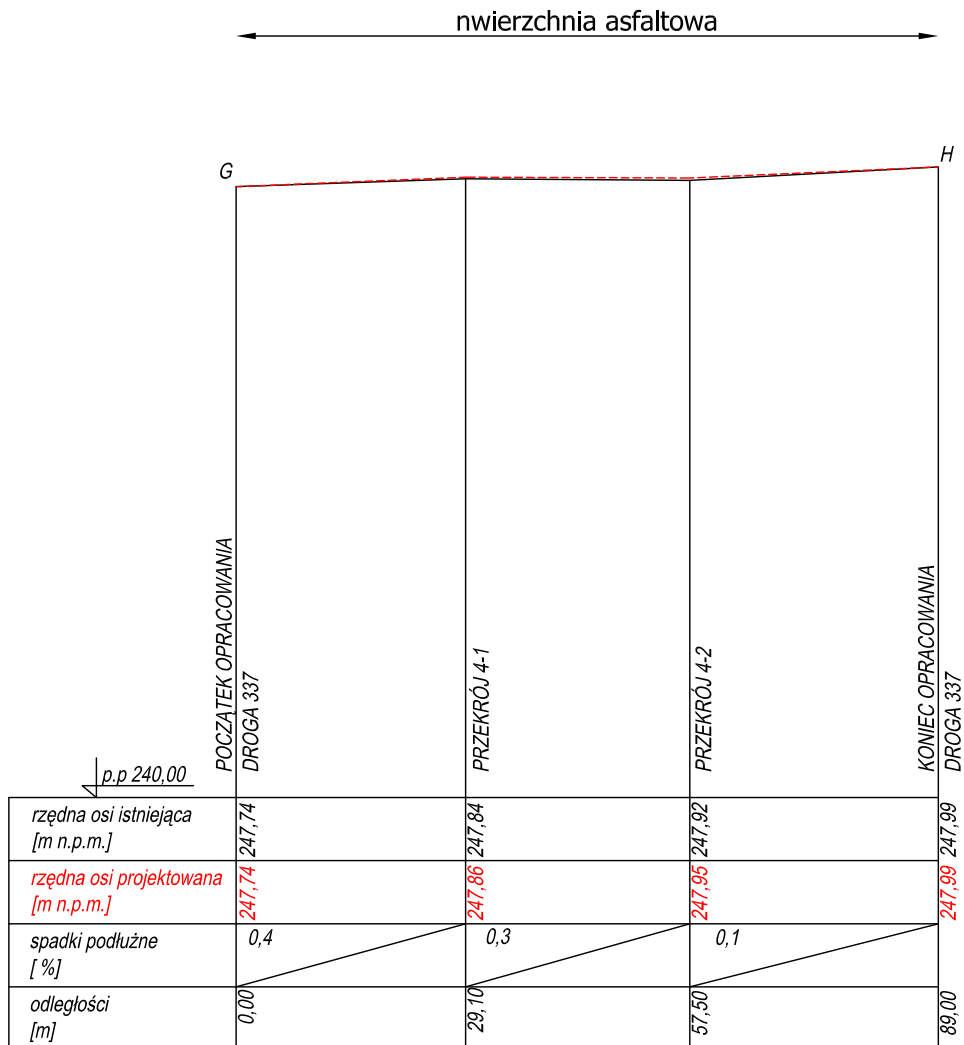 nwierzchnia asfaltowa
G
H
POCZĄTEK OPRACOWANIA
DROGA 337
PRZEKRÓJ 4-1
PRZEKRÓJ 4-2
KONIEC OPRACOWANIA
DROGA 337
p.p 240,00
rzędna osi istniejąca
[m n.p.m.]
247,74
247,84
247,92
247,99
rzędna osi projektowana
[m n.p.m.]
247,74
247,86
247,95
247,99
spadki podłużne
[ %]
0,4
0,3
0,1
odległości
[m]
0,00
29,10
57,50
89,00